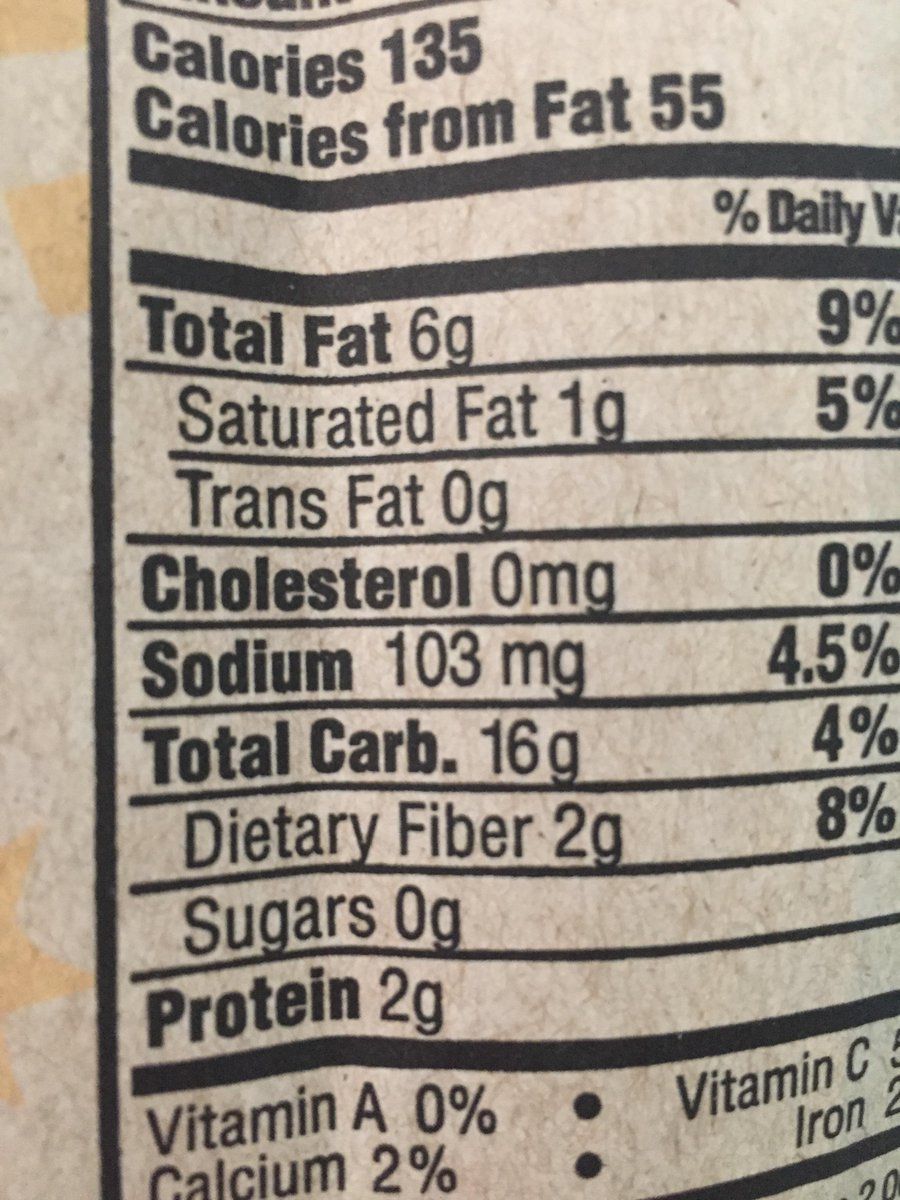 Calories 135
Calories from Fat 55
% Daily
Total Fat 6g 9%
Saturated Fat 1g 5%
Trans Fat 0g
Cholesterol 0mg 0%
Sodium 103 mg 4.5%
Total Carb. 16g 4%
Dietary Fiber 2g 8%
Sugars 0g
Protein 2g
Vitamin A 0% • Vitamin C
Calcium 2% • Iron